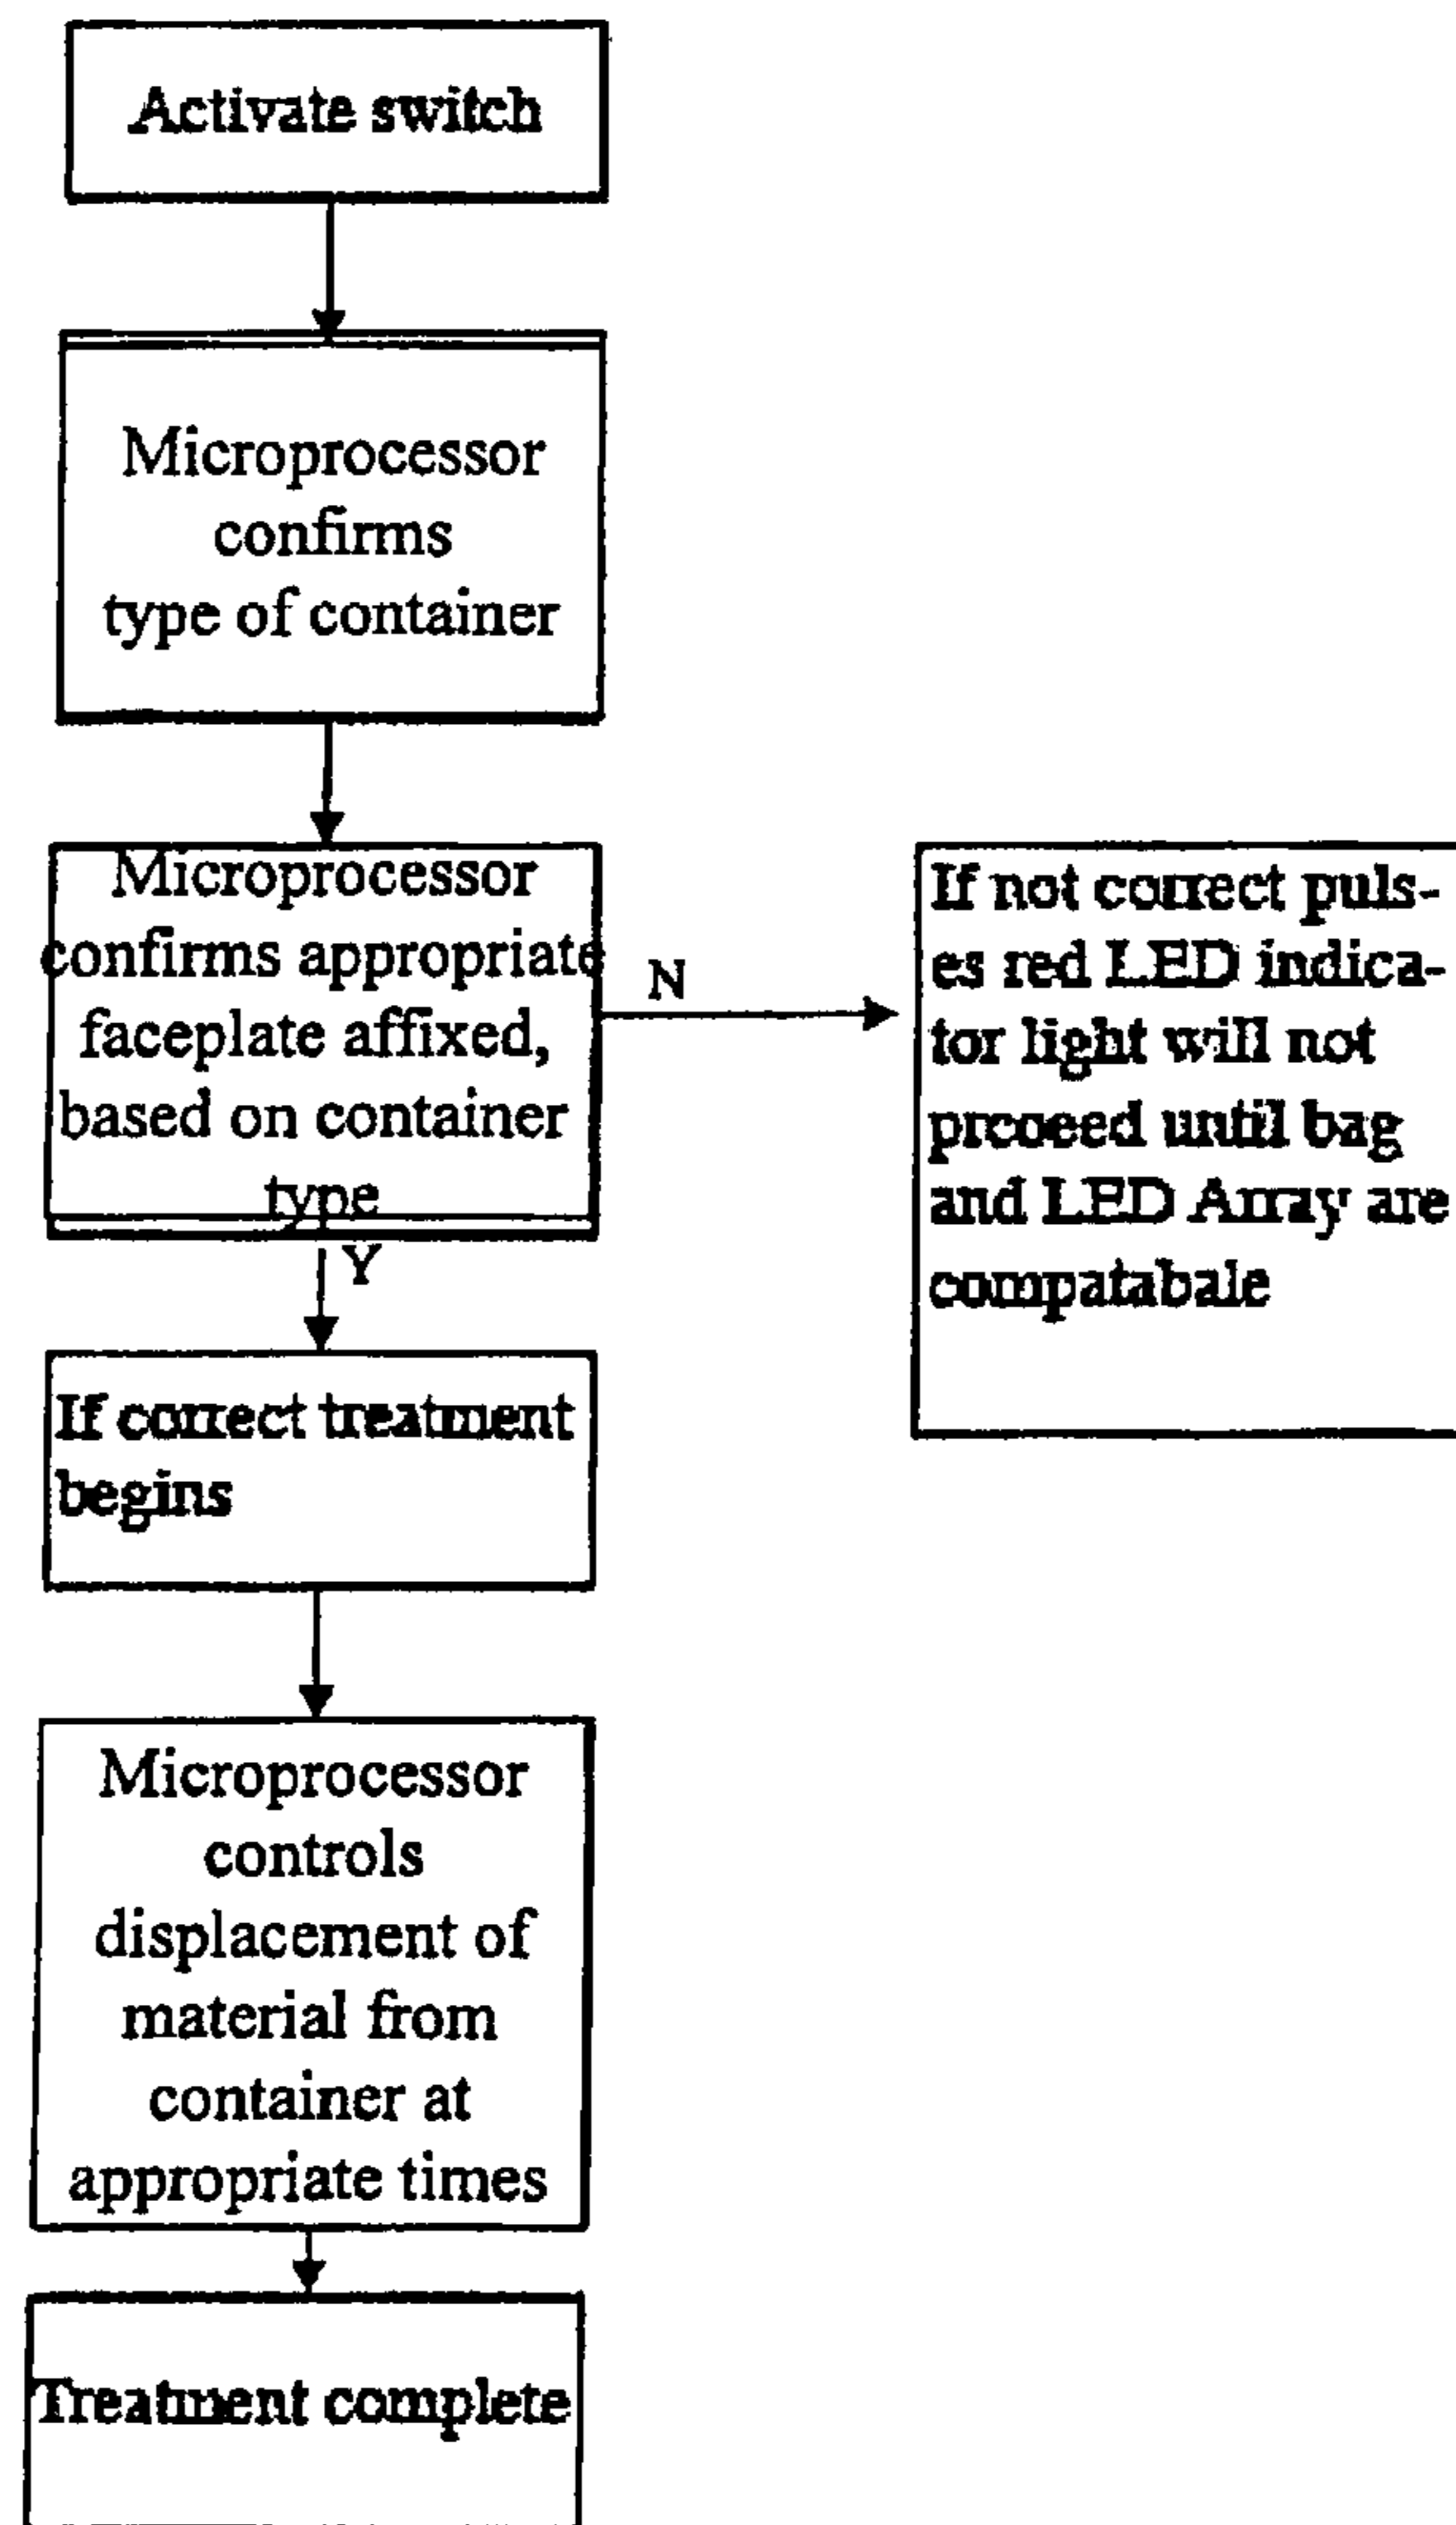 Activate switch
Microprocessor
confirms
type of container
Microprocessor
confirms appropriate
faceplate affixed,
based on container
type
N
If not correct puls-
es red LED indica-
tor light will not
prcoeed until bag
and LED Array are
compatabale
Y
If correct treatment
begins
Microprocessor
controls
displacement of
material from
container at
appropriate times
Treatment complete